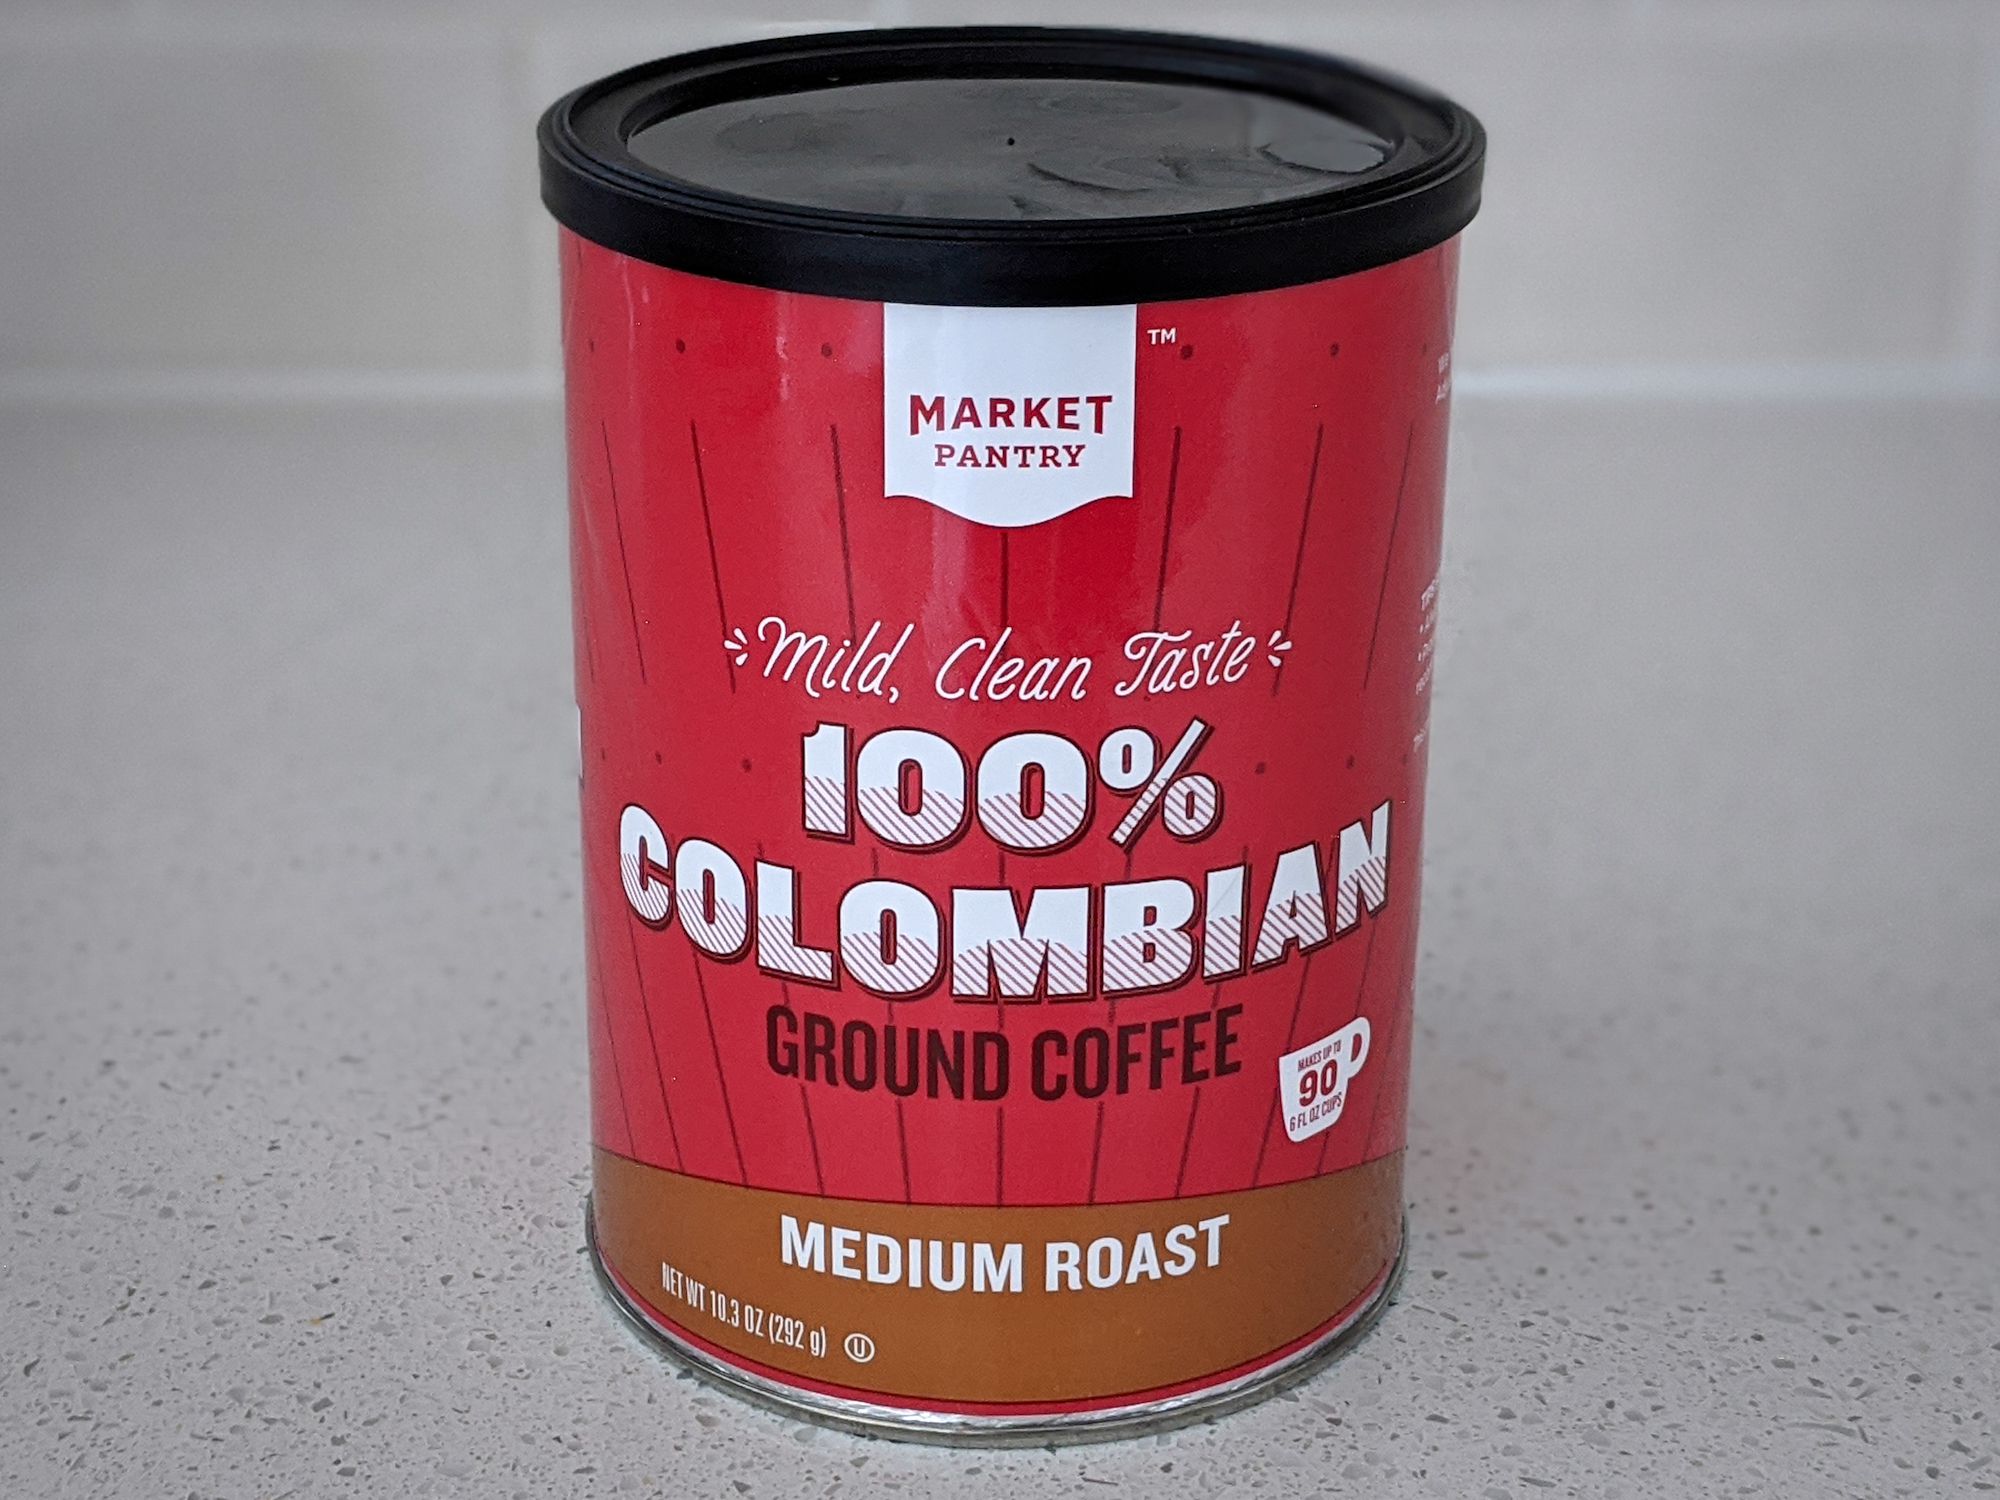 MARKET
PANTRY
TM
Mild, Clean Taste
100%
COLOMBIAN
GROUND COFFEE
MAKES UP TO
90
6 FL OZ CUPS
MEDIUM ROAST
NET WT 10.3 OZ (292 g) U